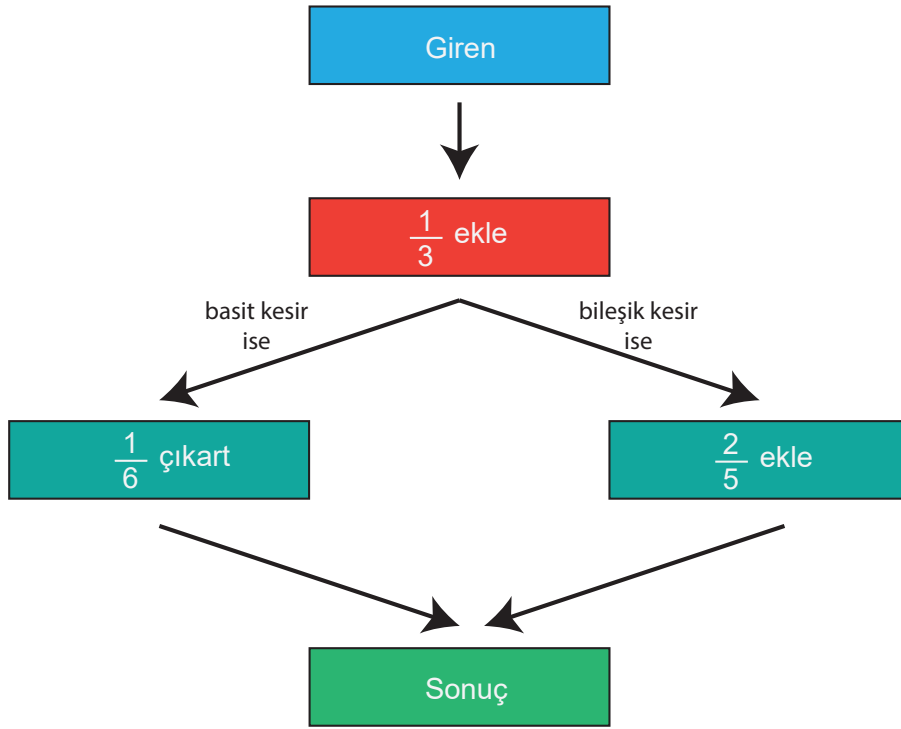 Giren
1/3 ekle
basit kesir
ise
bileşik kesir
ise
1/6 çıkart
2/5 ekle
Sonuç